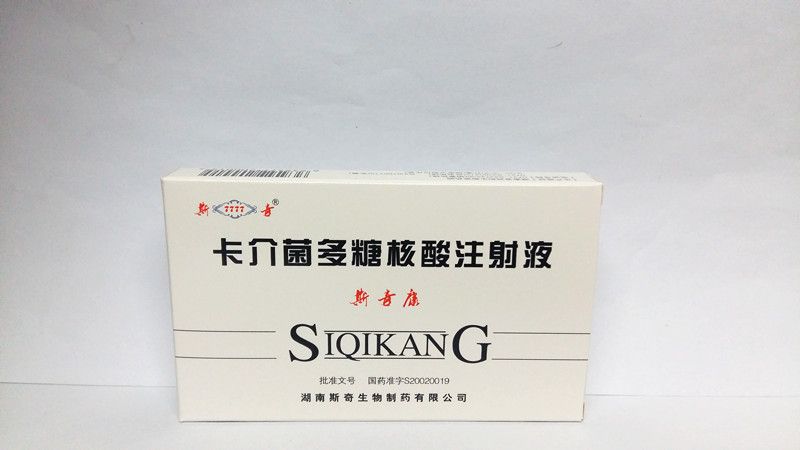 斯 7777 奇®
卡介菌多糖核酸注射液
斯奇康
SIQIKANG
批准文号 国药准字S20020019
湖南斯奇生物制药有限公司